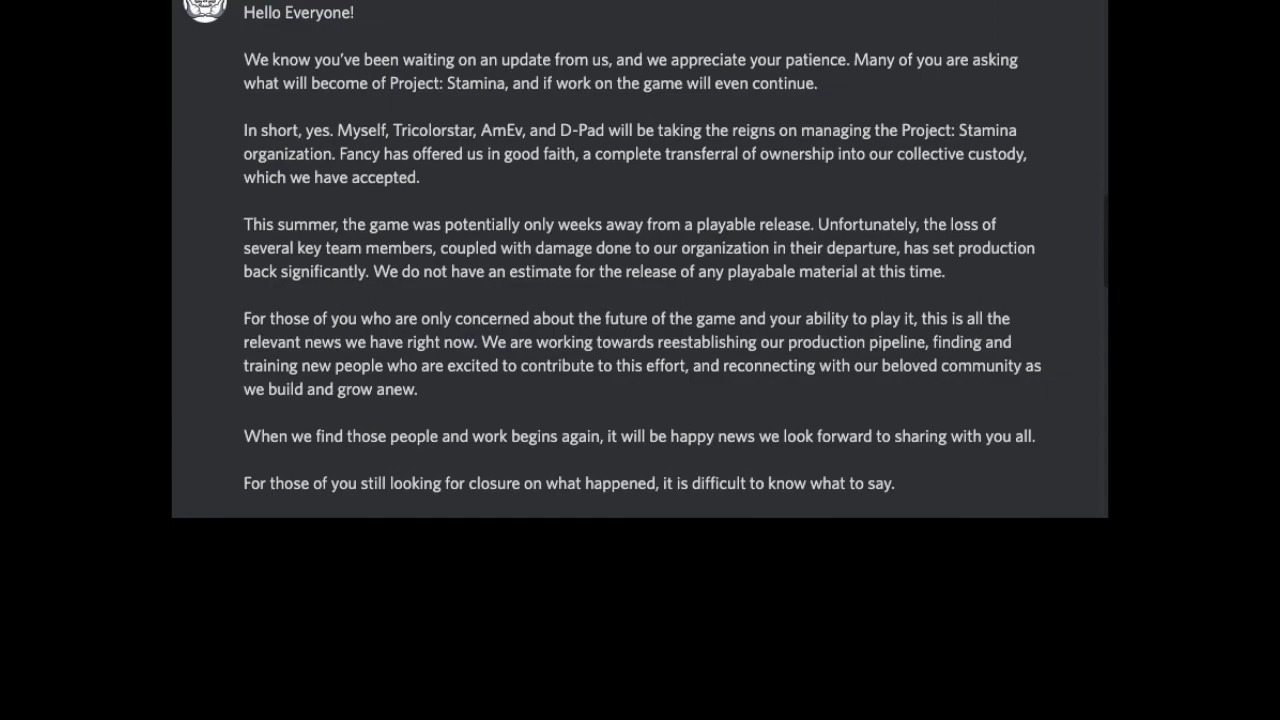 Hello Everyone!
We know you've been waiting on an update from us, and we appreciate your patience. Many of you are asking
what will become of Project: Stamina, and if work on the game will even continue.
In short, yes. Myself, Tricolorstar, AmEv, and D-Pad will be taking the reigns on managing the Project: Stamina
organization. Fancy has offered us in good faith, a complete transferral of ownership into our collective custody,
which we have accepted.
This summer, the game was potentially only weeks away from a playable release. Unfortunately, the loss of
several key team members, coupled with damage done to our organization in their departure, has set production
back significantly. We do not have an estimate for the release of any playabale material at this time.
For those of you who are only concerned about the future of the game and your ability to play it, this is all the
relevant news we have right now. We are working towards reestablishing our production pipeline, finding and
training new people who are excited to contribute to this effort, and reconnecting with our beloved community as
we build and grow anew.
When we find those people and work begins again, it will be happy news we look forward to sharing with you all.
For those of you still looking for closure on what happened, it is difficult to know what to say.